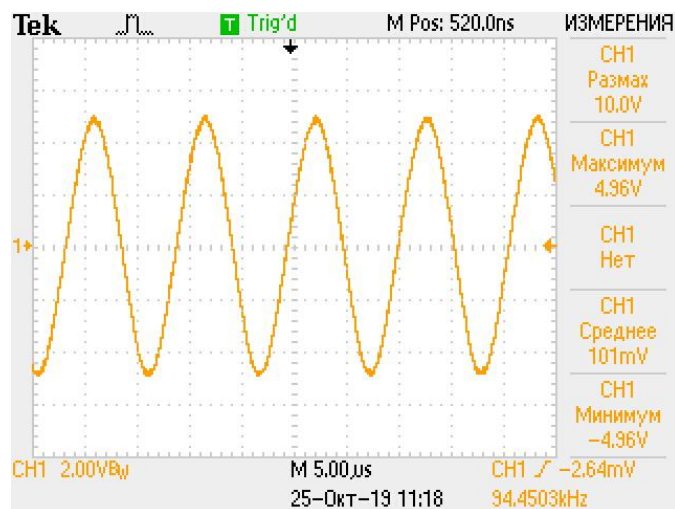 Tek T Trig'd M Pos: 520.0ns ИЗМЕРЕНИЯ
CH1
Размах
10.0V
CH1
Максимум
4.96V
CH1
Нет
CH1
Среднее
101mV
CH1
Минимум
-4.96V
1
CH1 2.00VBw M 5.00µs CH1 -2.64mV
25-Окт-19 11:18 94.4503kHz